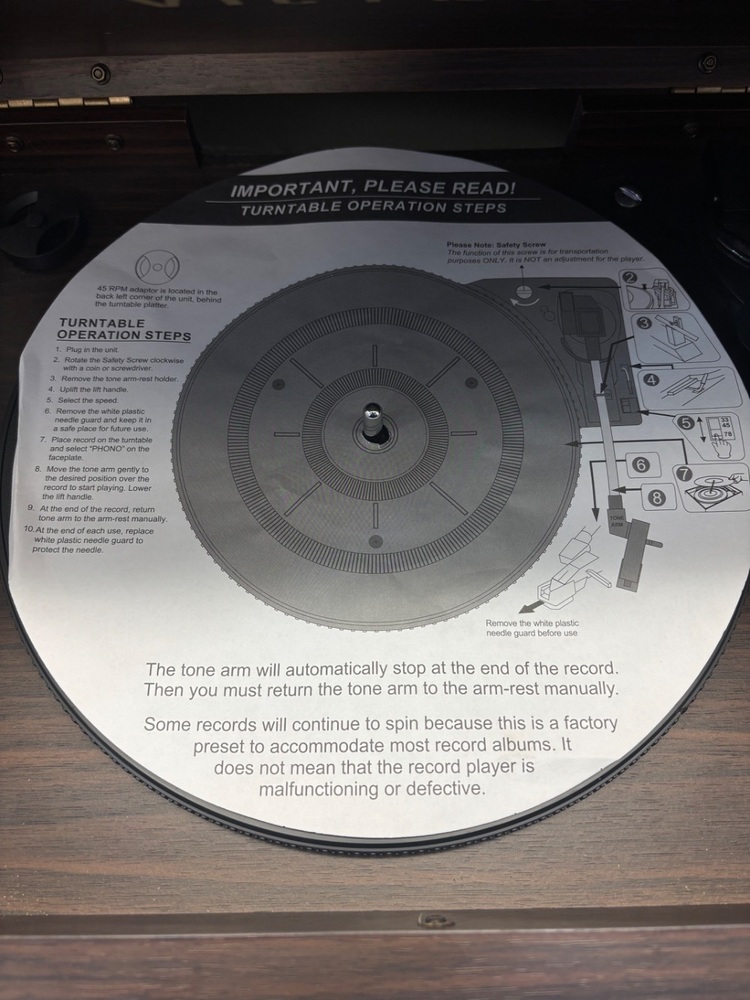 IMPORTANT, PLEASE READ!
TURNTABLE OPERATION STEPS
Please Note: Safety Screw
The function of this screw is for transportation
purposes ONLY. It is NOT an adjustment for the player.
45 RPM adaptor is located in the
back left corner of the unit, behind
the turntable platter.
TURNTABLE
OPERATION STEPS
1. Plug in the unit.
2. Rotate the Safety Screw clockwise
with a coin or screwdriver.
3. Remove the tone arm-rest holder.
4. Uplift the lift handle.
5. Select the speed.
6. Remove the white plastic
needle guard and keep it in
a safe place for future use.
7. Place record on the turntable
and select "PHONO" on the
faceplate.
8. Move the tone arm gently to
the desired position over the
record to start playing. Lower
the lift handle.
9. At the end of the record, return
tone arm to the arm-rest manually.
10. At the end of each use, replace
white plastic needle guard to
protect the needle.
2
3
4
5
33
45
78
6
7
8
TONE
ARM
Remove the white plastic
needle guard before use
The tone arm will automatically stop at the end of the record.
Then you must return the tone arm to the arm-rest manually.
Some records will continue to spin because this is a factory
preset to accommodate most record albums. It
does not mean that the record player is
malfunctioning or defective.